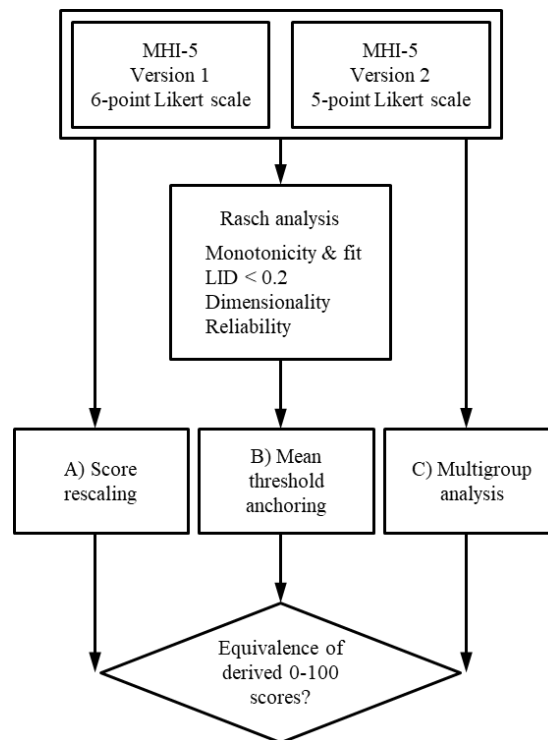 MHI-5
Version 1
6-point Likert scale
MHI-5
Version 2
5-point Likert scale
Rasch analysis
Monotonicity & fit
LID < 0.2
Dimensionality
Reliability
A) Score
rescaling
B) Mean
threshold
anchoring
C) Multigroup
analysis
Equivalence of
derived 0-100
scores?